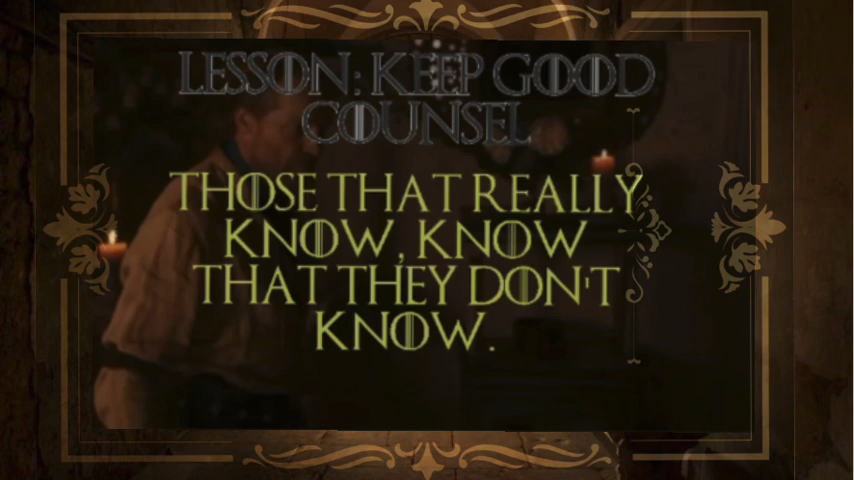 LESSON: KEEP GOOD
COUNSEL
THOSE THAT REALLY
KNOW, KNOW
THAT THEY DON'T
KNOW.